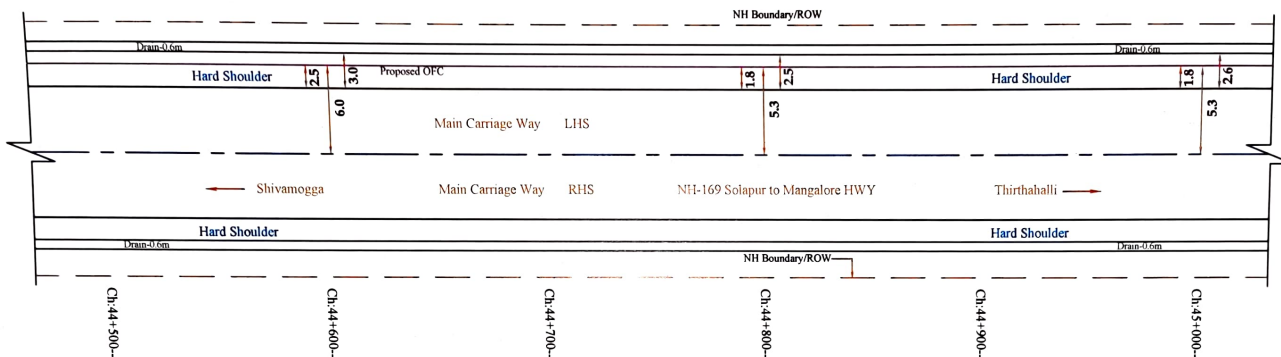 NH Boundary/ROW
Drain-0.6m
Drain-0.6m
Hard Shoulder
2.5
3.0
Proposed OFC
1.8
2.5
Hard Shoulder
1.8
2.6
6.0
5.3
5.3
Main Carriage Way LHS
Shivamogga
Main Carriage Way RHS
NH-169 Solapur to Mangalore HWY
Thirthahalli
Hard Shoulder
Hard Shoulder
Drain-0.6m
Drain-0.6m
NH Boundary/ROW
Ch:44+500--
Ch:44+600--
Ch:44+700--
Ch:44+800--
Ch:44+900--
Ch:45+000--